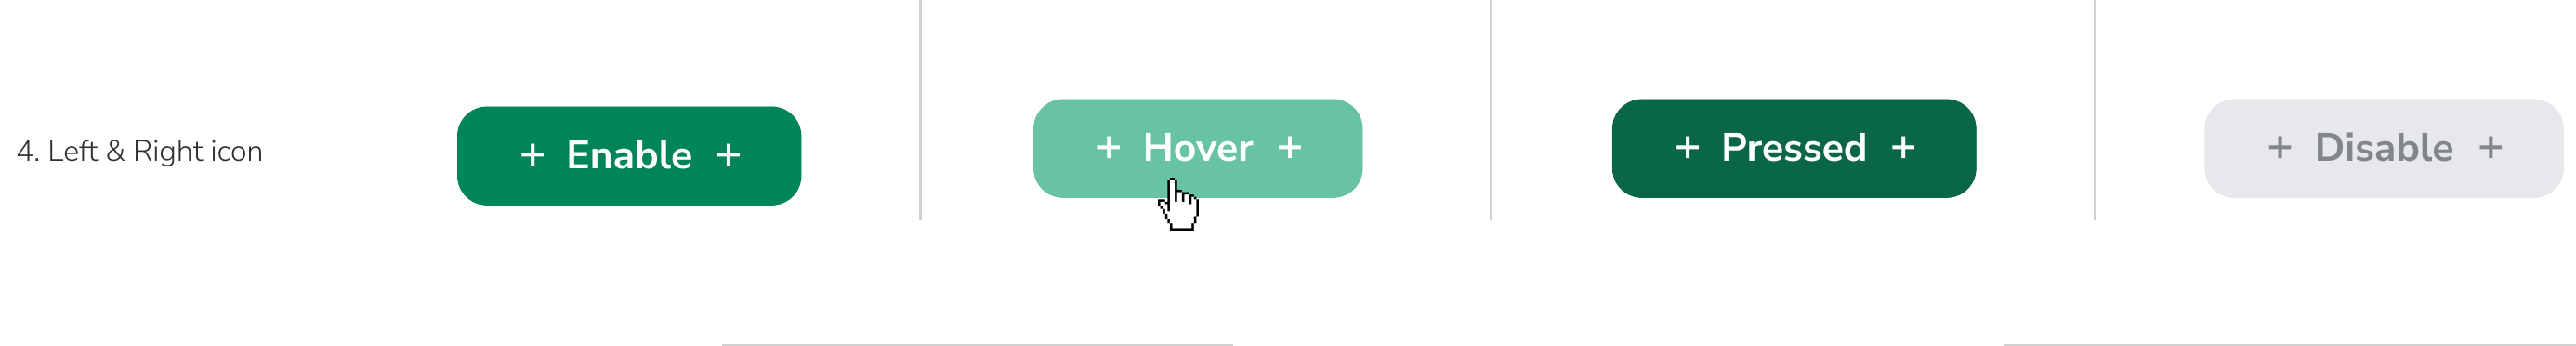 4. Left & Right icon
+ Enable +
+ Hover +
+ Pressed +
+ Disable +